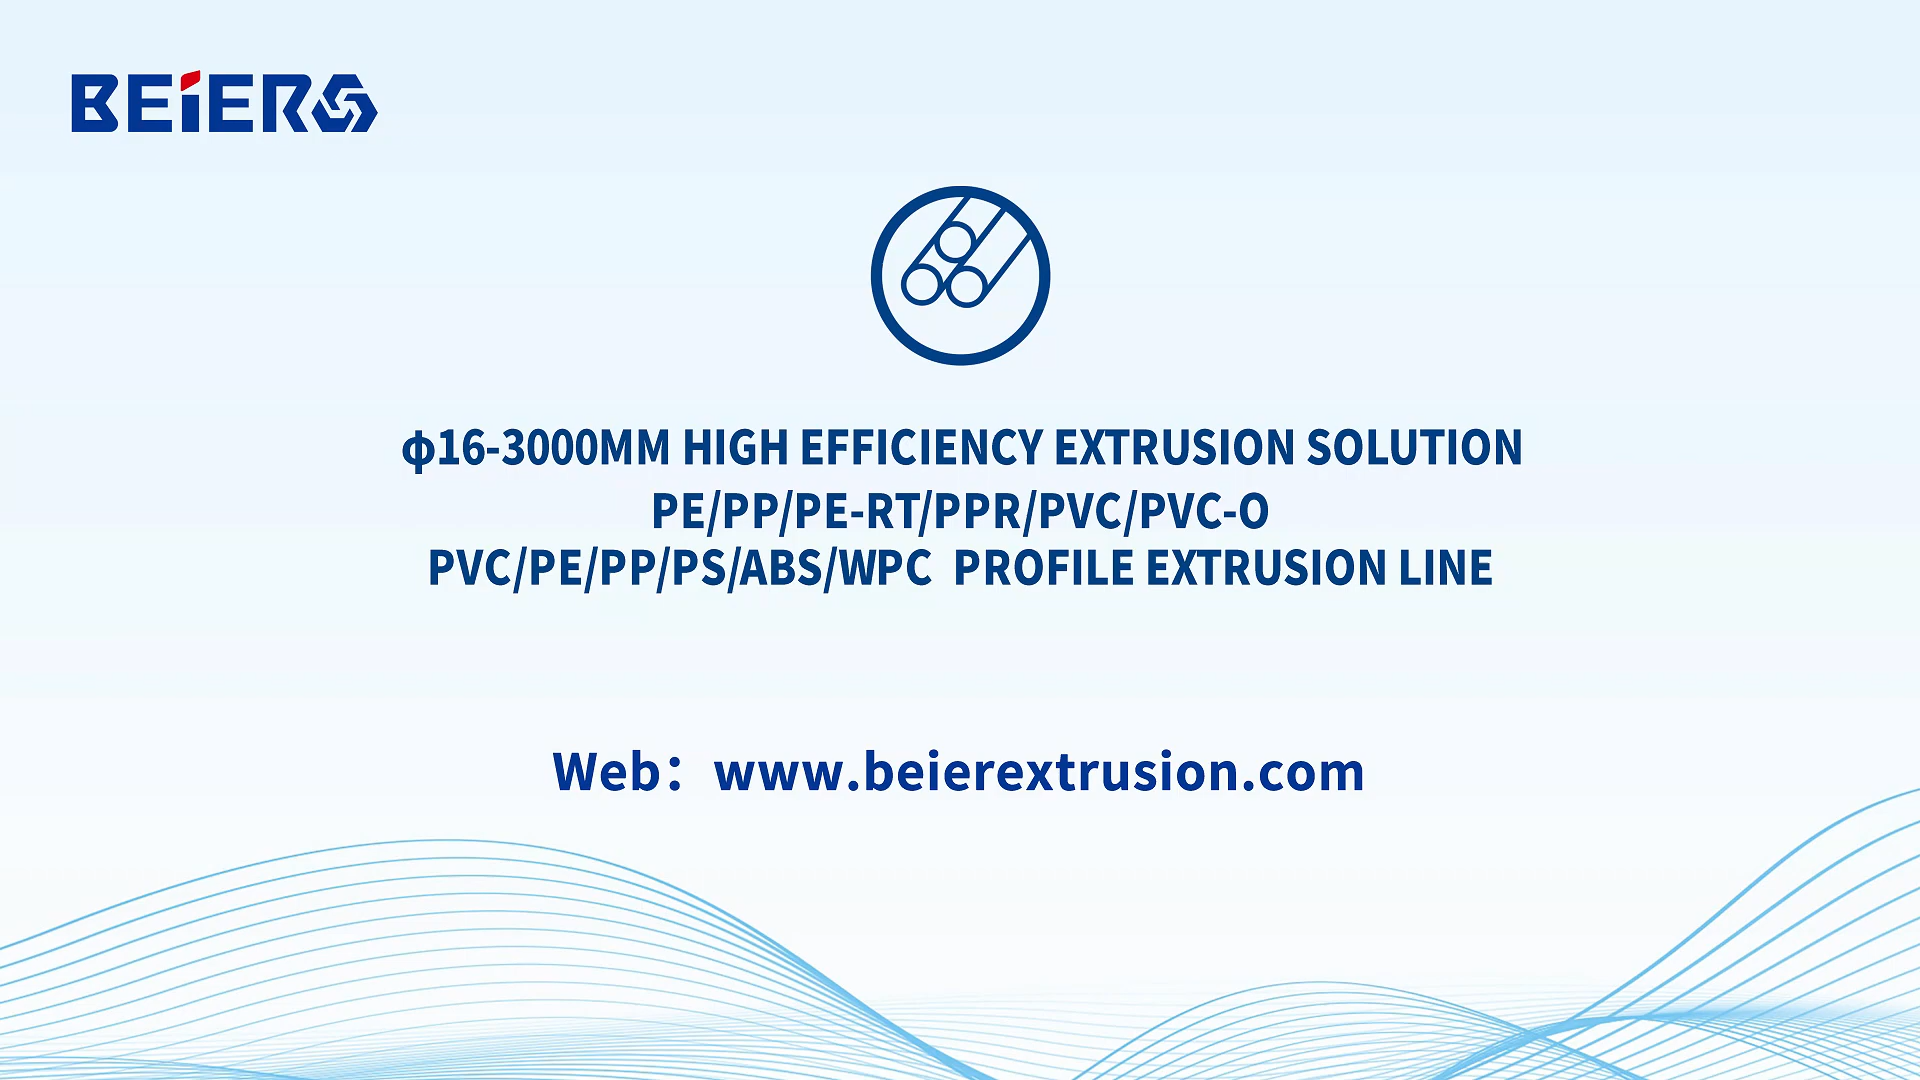 BEiER
φ16-3000MM HIGH EFFICIENCY EXTRUSION SOLUTION
PE/PP/PE-RT/PPR/PVC/PVC-O
PVC/PE/PP/PS/ABS/WPC PROFILE EXTRUSION LINE
Web：www.beierextrusion.com